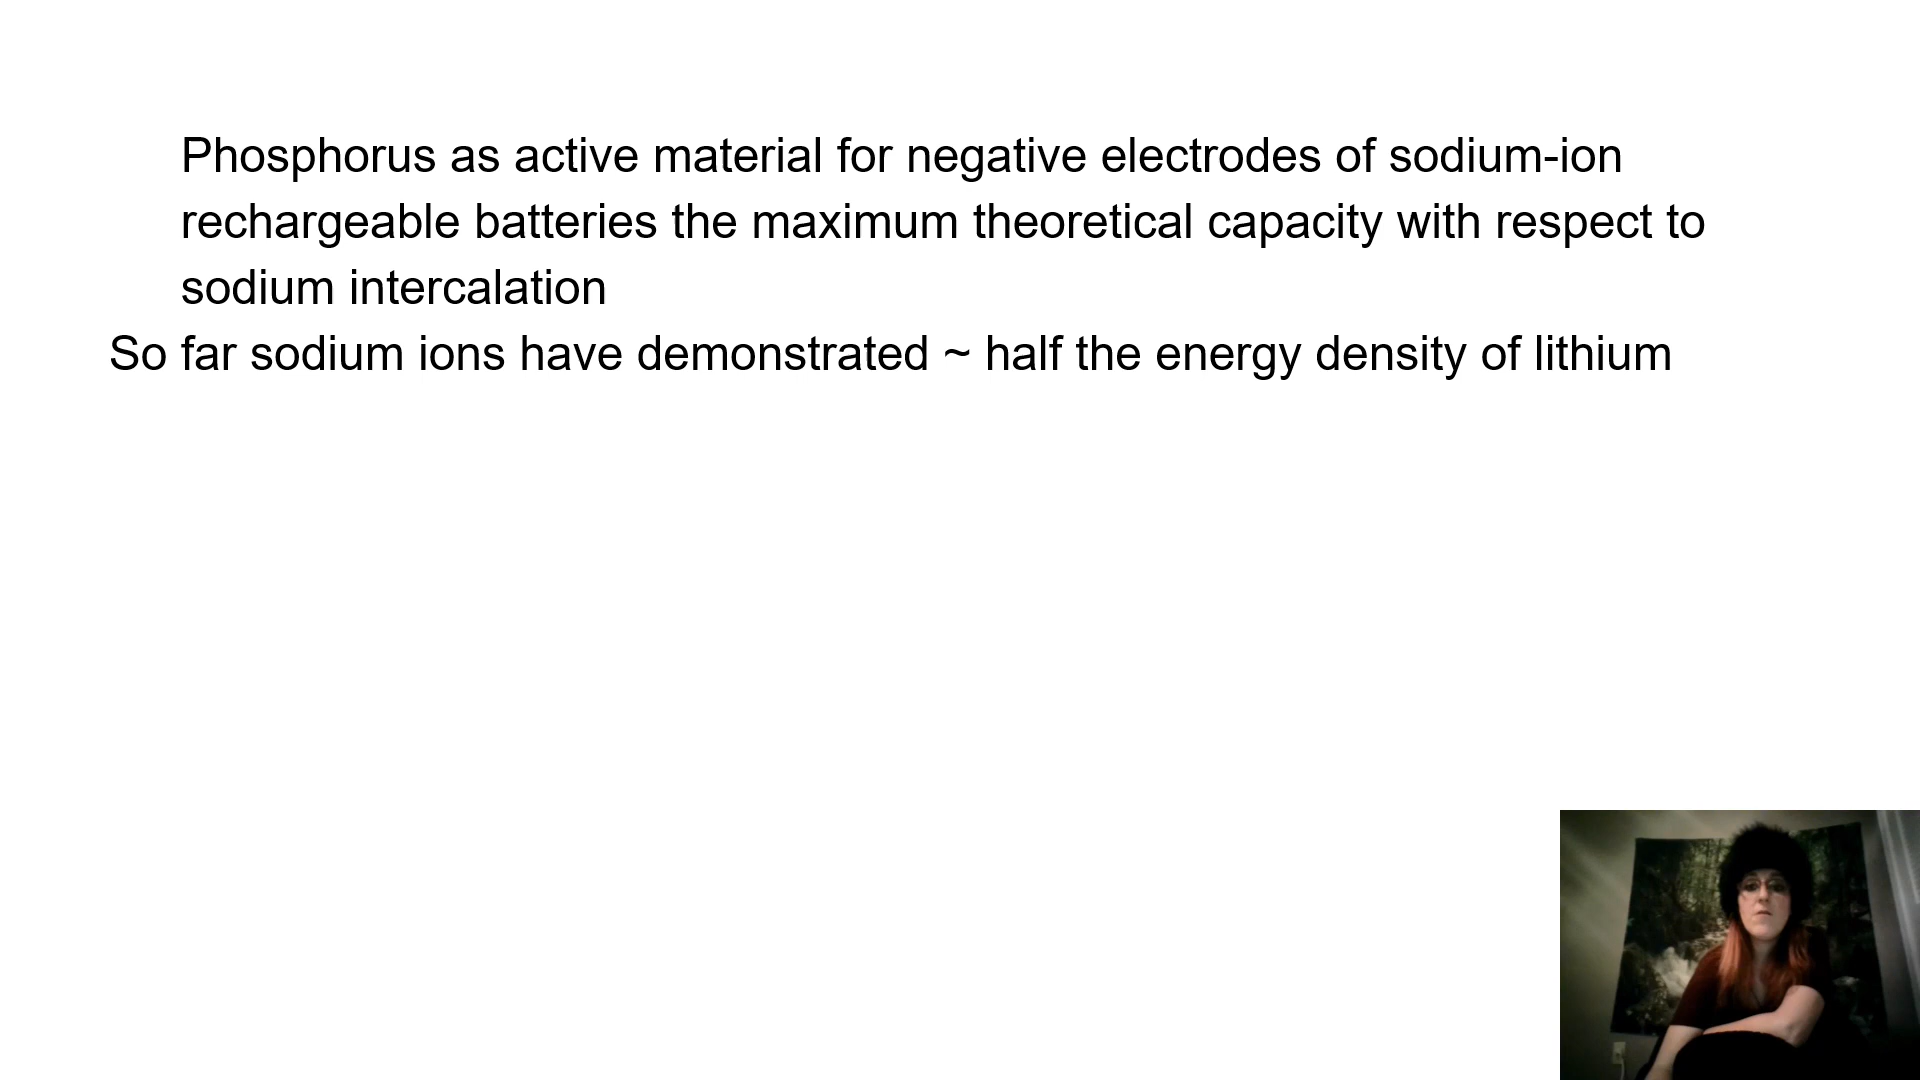 Phosphorus as active material for negative electrodes of sodium-ion
rechargeable batteries the maximum theoretical capacity with respect to
sodium intercalation
So far sodium ions have demonstrated ~ half the energy density of lithium